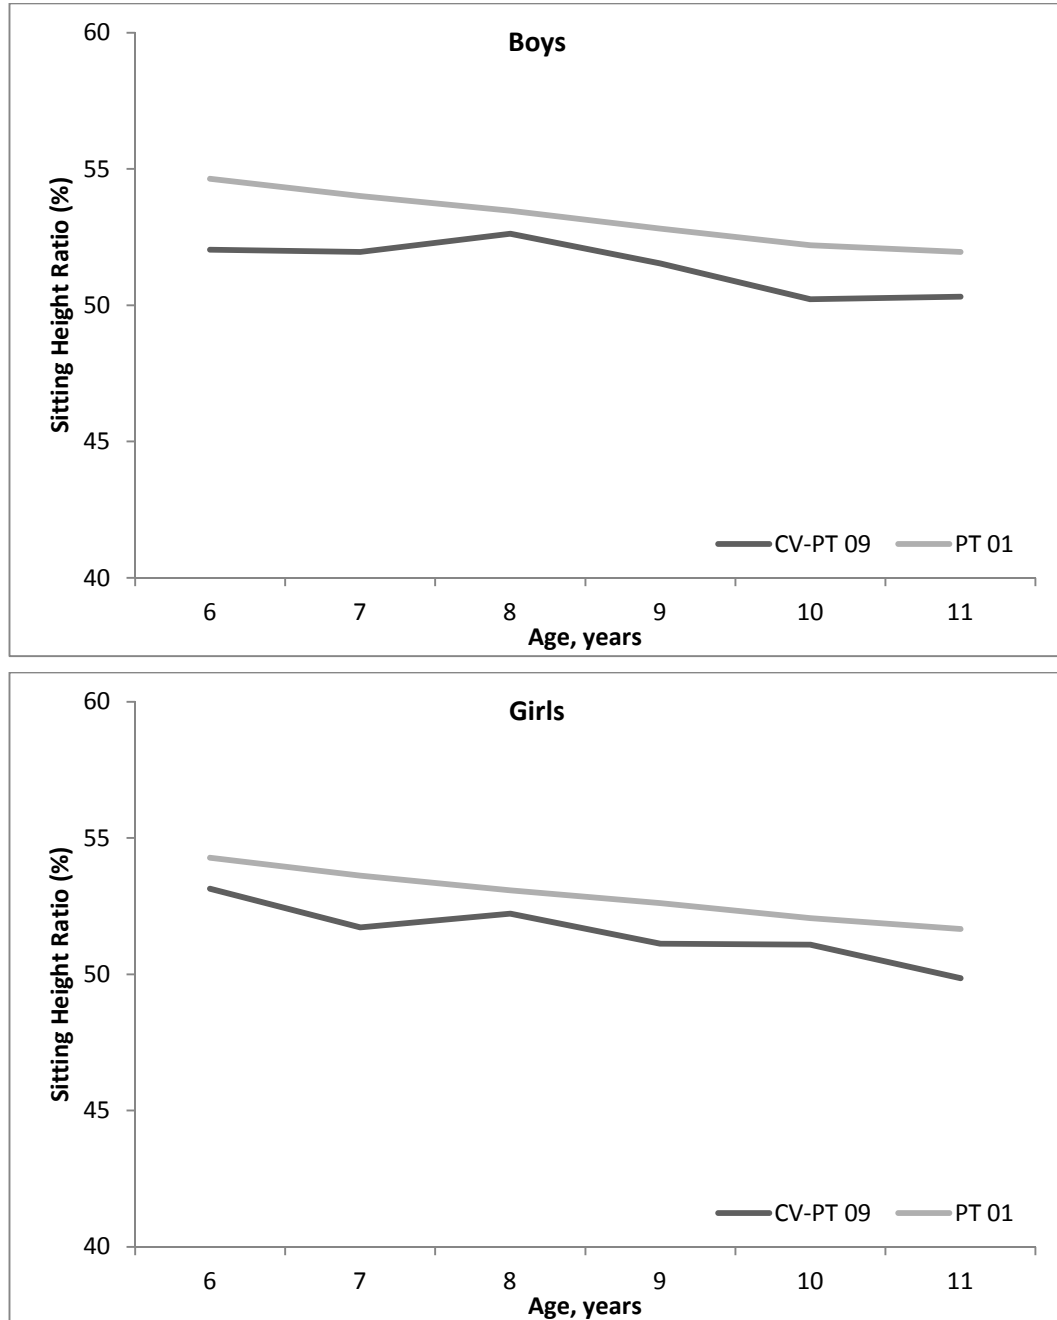 Boys
60
55
50
45
40
Sitting Height Ratio (%)
CV-PT 09 PT 01
6 7 8 9 10 11
Age, years
Girls
60
55
50
45
40
Sitting Height Ratio (%)
CV-PT 09 PT 01
6 7 8 9 10 11
Age, years